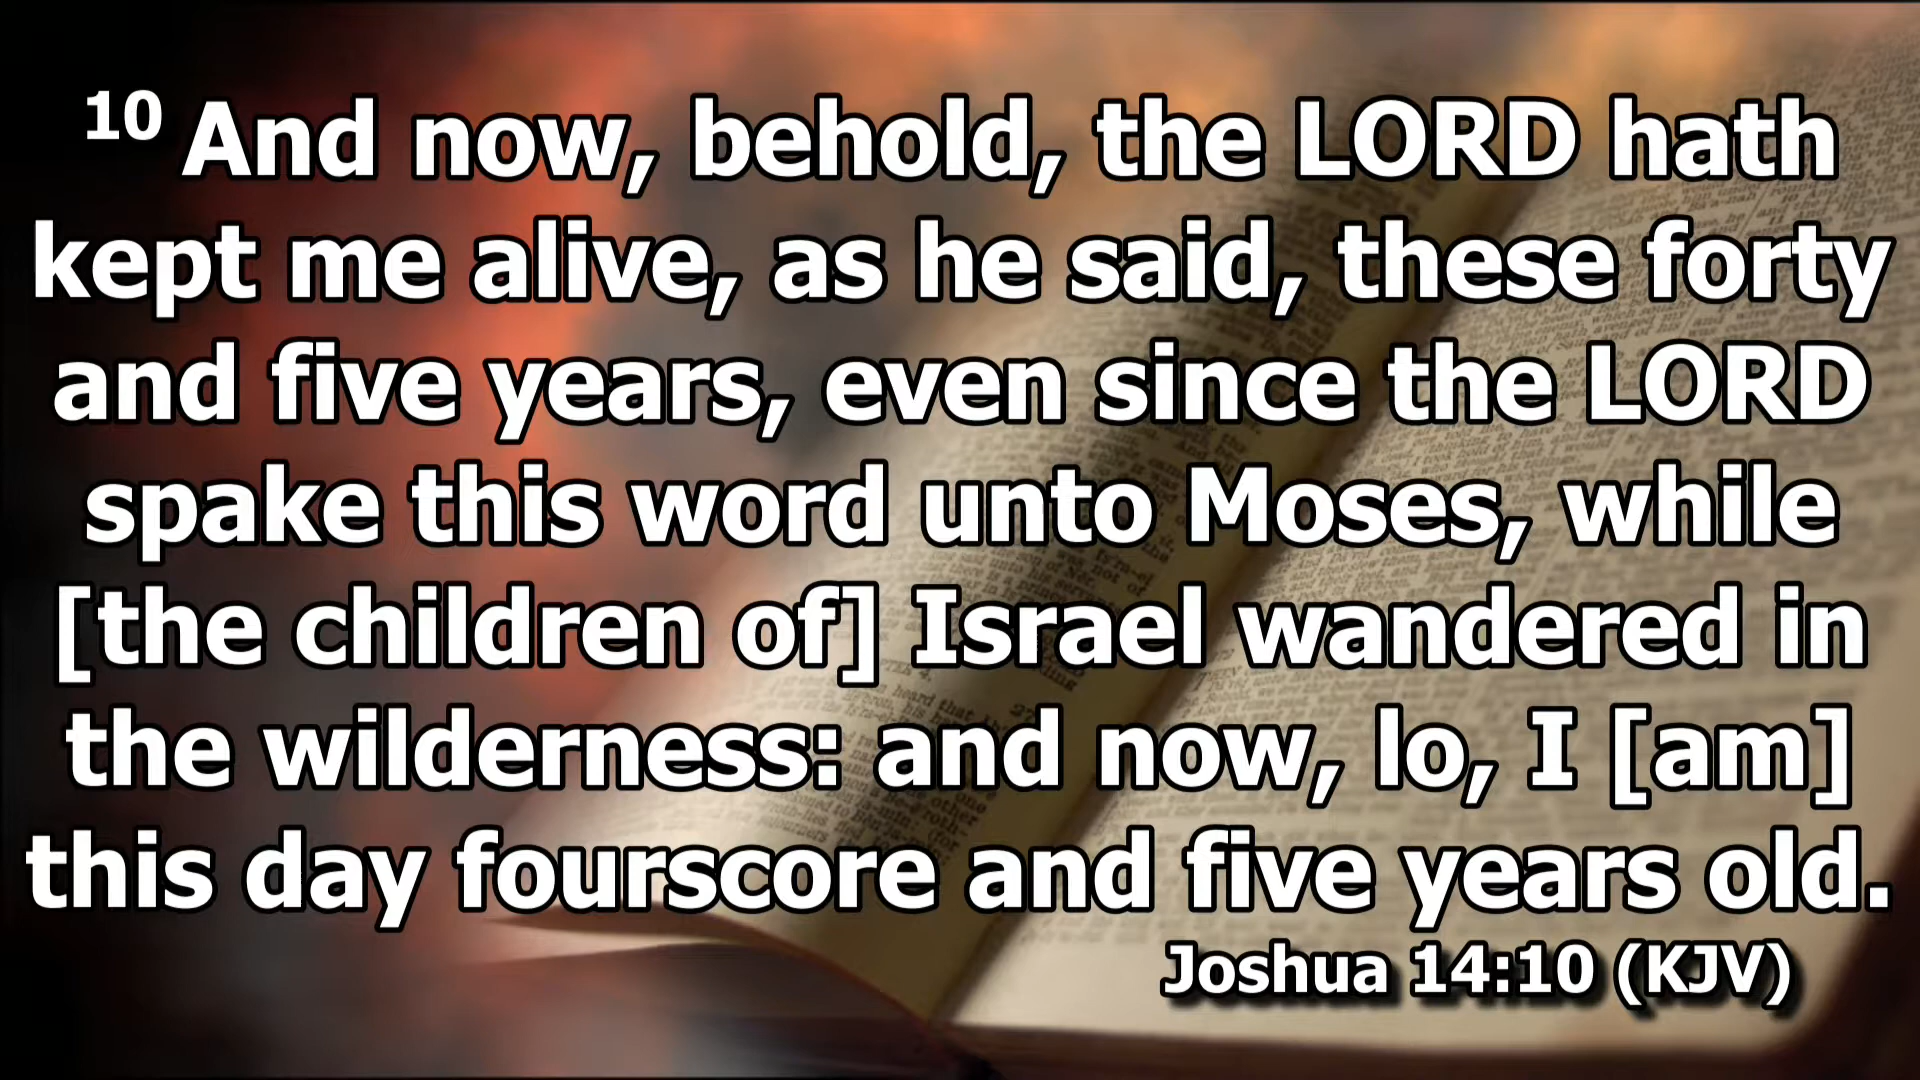 10 And now, behold, the LORD hath
kept me alive, as he said, these forty
and five years, even since the LORD
spake this word unto Moses, while
[the children of] Israel wandered in
the wilderness: and now, lo, I [am]
this day fourscore and five years old.
Joshua 14:10 (KJV)